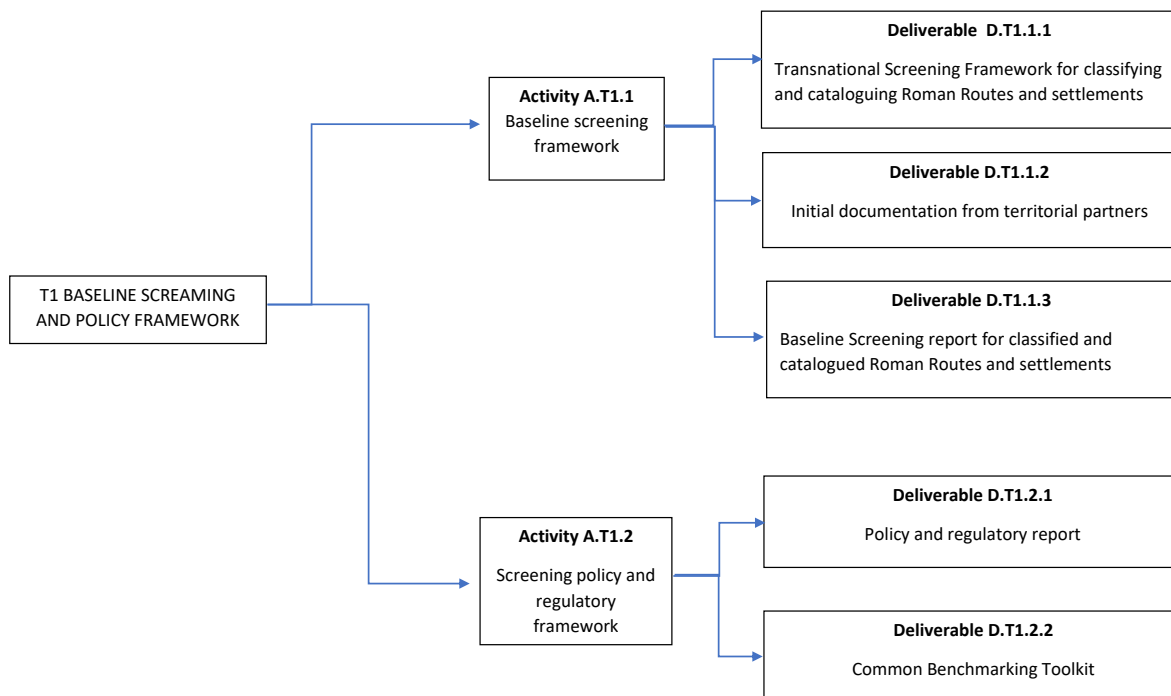 T1 BASELINE SCREAMING
AND POLICY FRAMEWORK
Activity A.T1.1
Baseline screening
framework
Deliverable D.T1.1.1
Transnational Screening Framework for classifying
and cataloguing Roman Routes and settlements
Deliverable D.T1.1.2
Initial documentation from territorial partners
Deliverable D.T1.1.3
Baseline Screening report for classified and
catalogued Roman Routes and settlements
Activity A.T1.2
Screening policy and
regulatory
framework
Deliverable D.T1.2.1
Policy and regulatory report
Deliverable D.T1.2.2
Common Benchmarking Toolkit